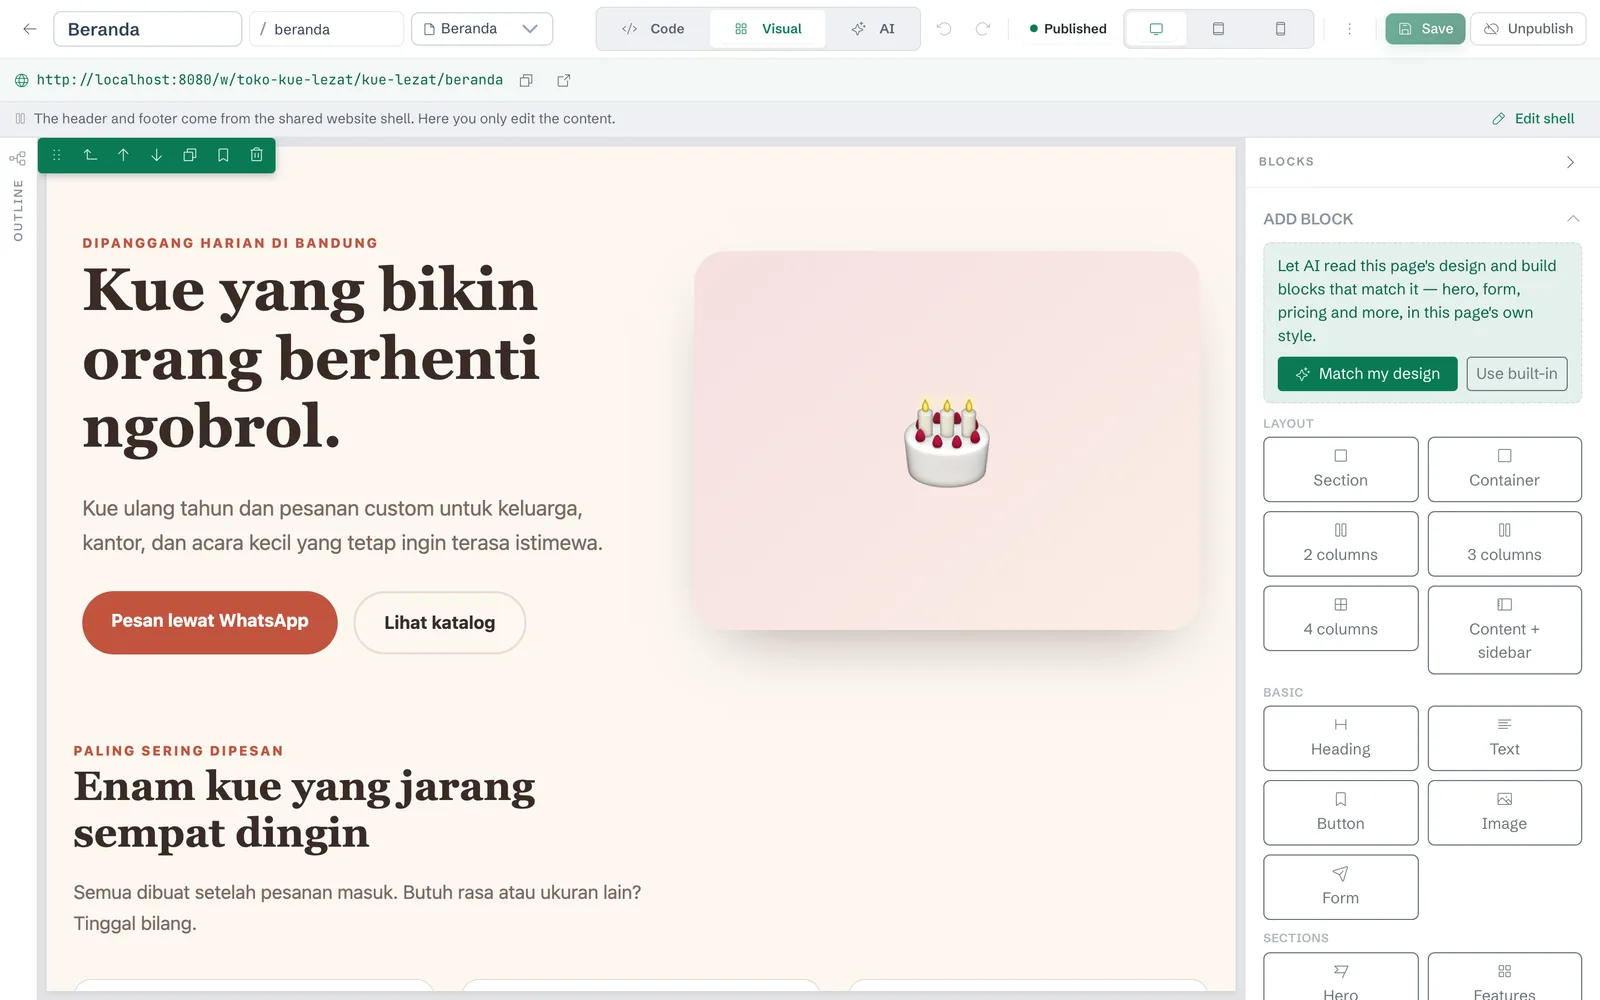 Beranda
/ beranda
Beranda
Code
Visual
AI
Published
Save
Unpublish
http://localhost:8080/w/toko-kue-lezat/kue-lezat/beranda
The header and footer come from the shared website shell. Here you only edit the content.
Edit shell
OUTLINE
DIPANGGANG HARIAN DI BANDUNG
Kue yang bikin
orang berhenti
ngobrol.
Kue ulang tahun dan pesanan custom untuk keluarga,
kantor, dan acara kecil yang tetap ingin terasa istimewa.
Pesan lewat WhatsApp
Lihat katalog
PALING SERING DIPESAN
Enam kue yang jarang
sempat dingin
Semua dibuat setelah pesanan masuk. Butuh rasa atau ukuran lain?
Tinggal bilang.
BLOCKS
ADD BLOCK
Let AI read this page's design and build
blocks that match it — hero, form,
pricing and more, in this page's own
style.
Match my design
Use built-in
LAYOUT
Section
Container
2 columns
3 columns
4 columns
Content +
sidebar
BASIC
Heading
Text
Button
Image
Form
SECTIONS
Hero
Features